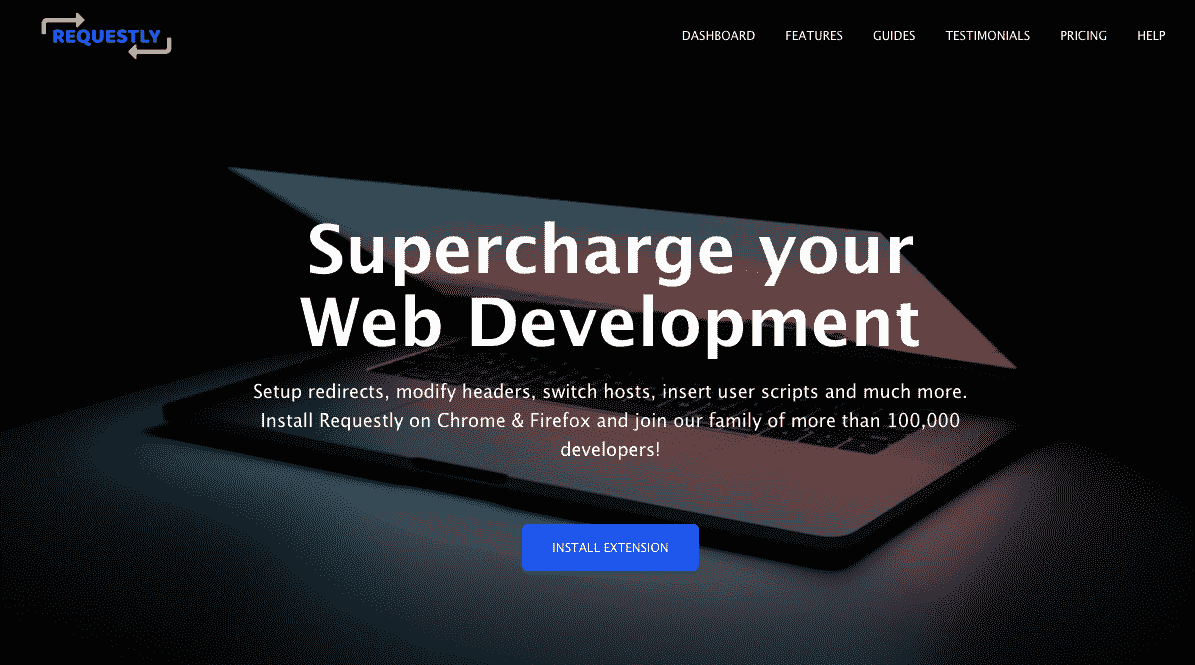 REQUESTLY
DASHBOARD FEATURES GUIDES TESTIMONIALS PRICING HELP
Supercharge your
Web Development
Setup redirects, modify headers, switch hosts, insert user scripts and much more.
Install Requestly on Chrome & Firefox and join our family of more than 100,000
developers!
INSTALL EXTENSION